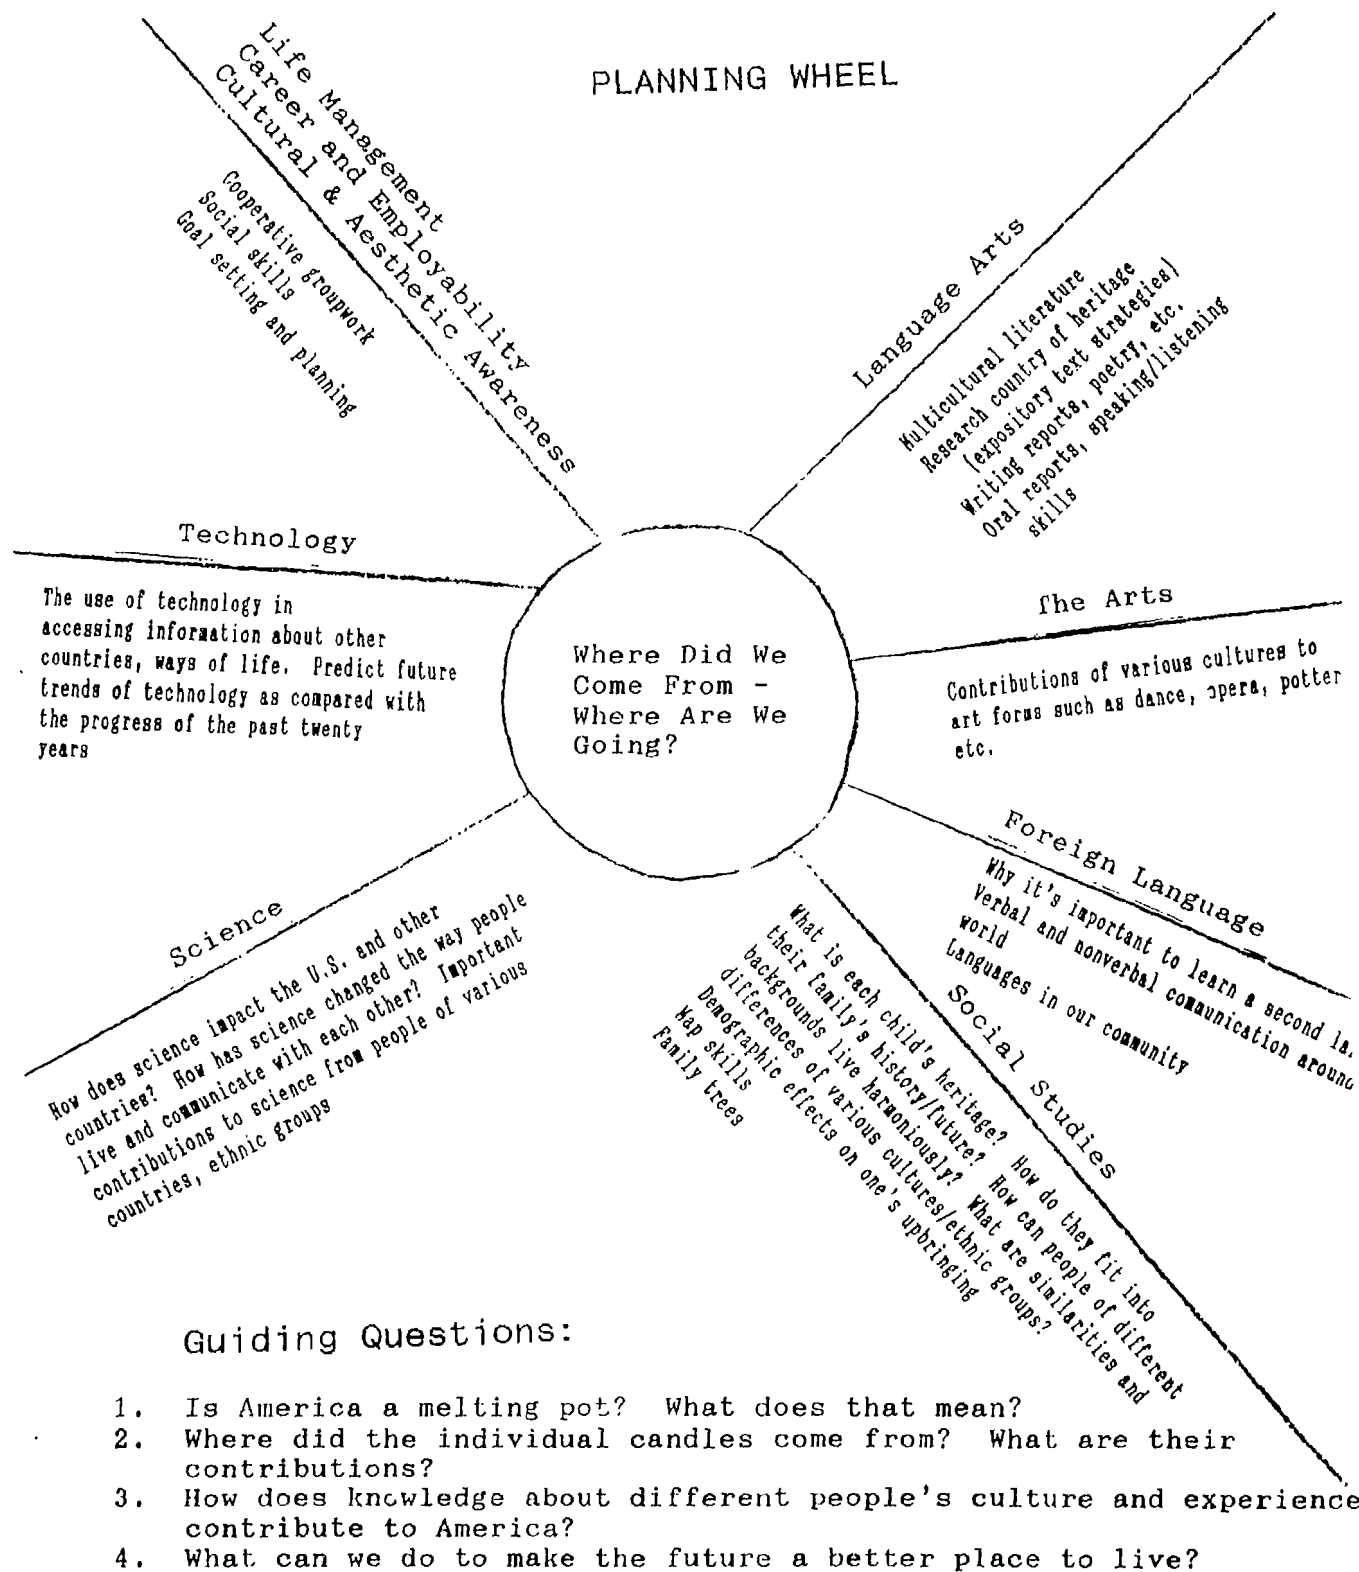 PLANNING WHEEL
Life Management
Career and Employability
Cultural & Aesthetic Awareness
Cooperative groupwork
Social skills
Goal setting and planning
Language Arts
Multicultural literature
Research country of heritage
(expository text strategies)
Writing reports, poetry, etc.
Oral reports, speaking/listening
skills
Technology
The use of technology in
accessing information about other
countries, ways of life. Predict future
trends of technology as compared with
the progress of the past twenty
years
Where Did We
Come From -
Where Are We
Going?
The Arts
Contributions of various cultures to
art forms such as dance, opera, potter
etc.
Foreign Language
Why it's important to learn a second la
Verbal and nonverbal communication around
world
Languages in our community
Science
How does science impact the U.S. and other
countries? How has science changed the way people
live and communicate with each other? Important
contributions to science from people of various
countries, ethnic groups
Social Studies
What is each child's heritage? How do they fit into
their family's history/future? How can people of different
backgrounds live harmoniously? What are similarities and
differences of various cultures/ethnic groups?
Demographic effects on one's upbringing
Map skills
Family trees
Guiding Questions:
1. Is America a melting pot? What does that mean?
2. Where did the individual candles come from? What are their
contributions?
3. How does knowledge about different people's culture and experience
contribute to America?
4. What can we do to make the future a better place to live?